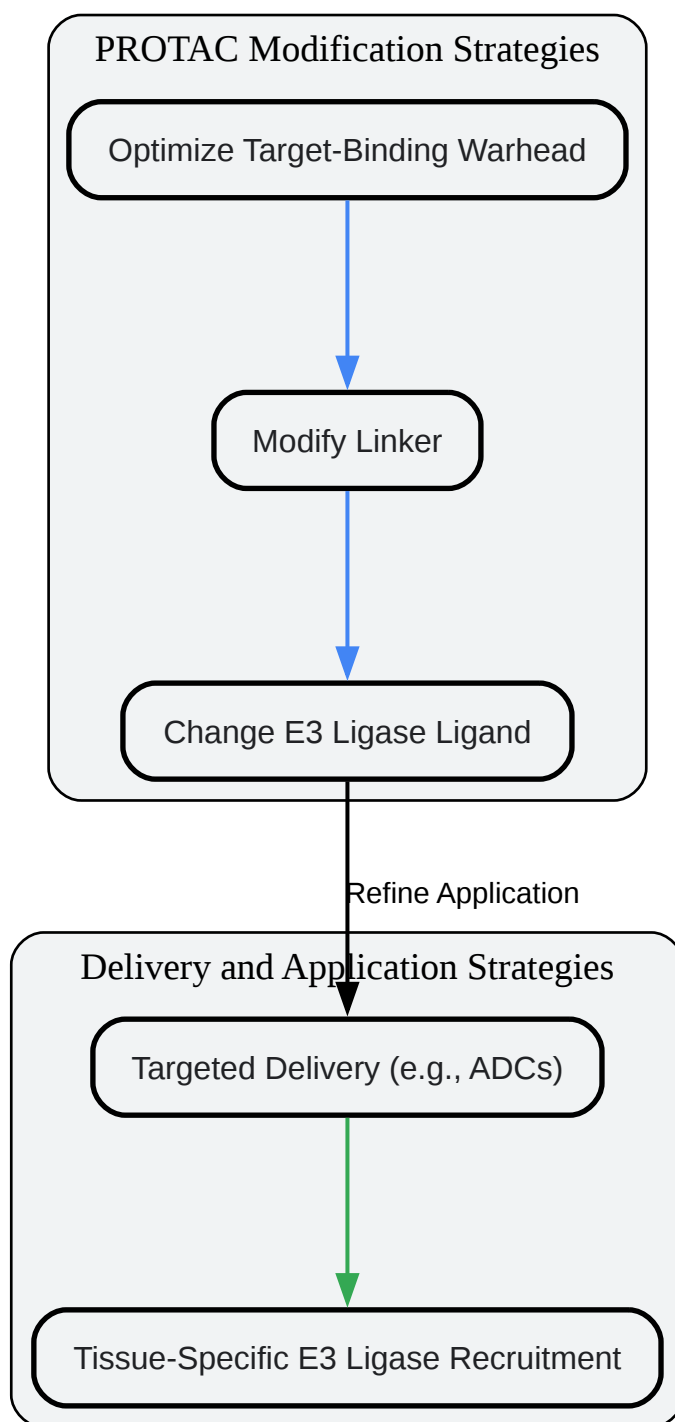 PROTAC Modification Strategies
Optimize Target-Binding Warhead
Modify Linker
Change E3 Ligase Ligand
Refine Application
Delivery and Application Strategies
Targeted Delivery (e.g., ADCs)
Tissue-Specific E3 Ligase Recruitment